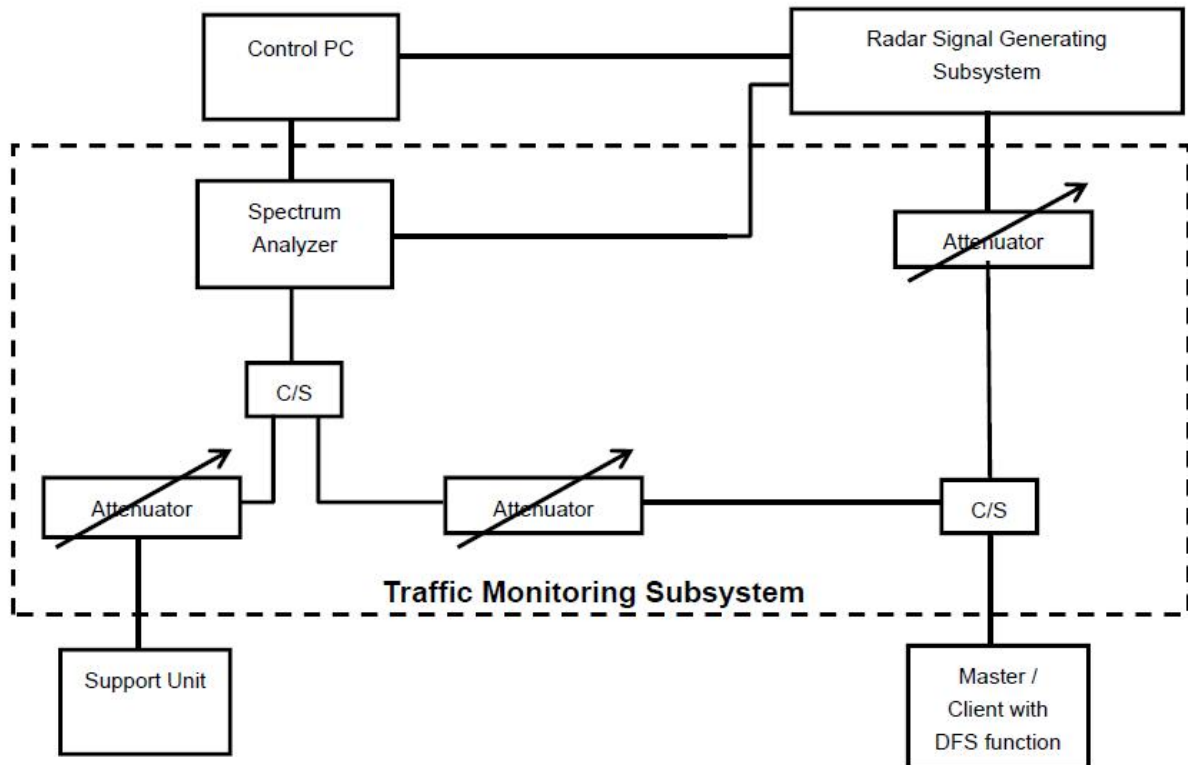 Control PC
Radar Signal Generating
Subsystem
Spectrum
Analyzer
Attenuator
C/S
Attenuator
Attenuator
C/S
Traffic Monitoring Subsystem
Support Unit
Master /
Client with
DFS function